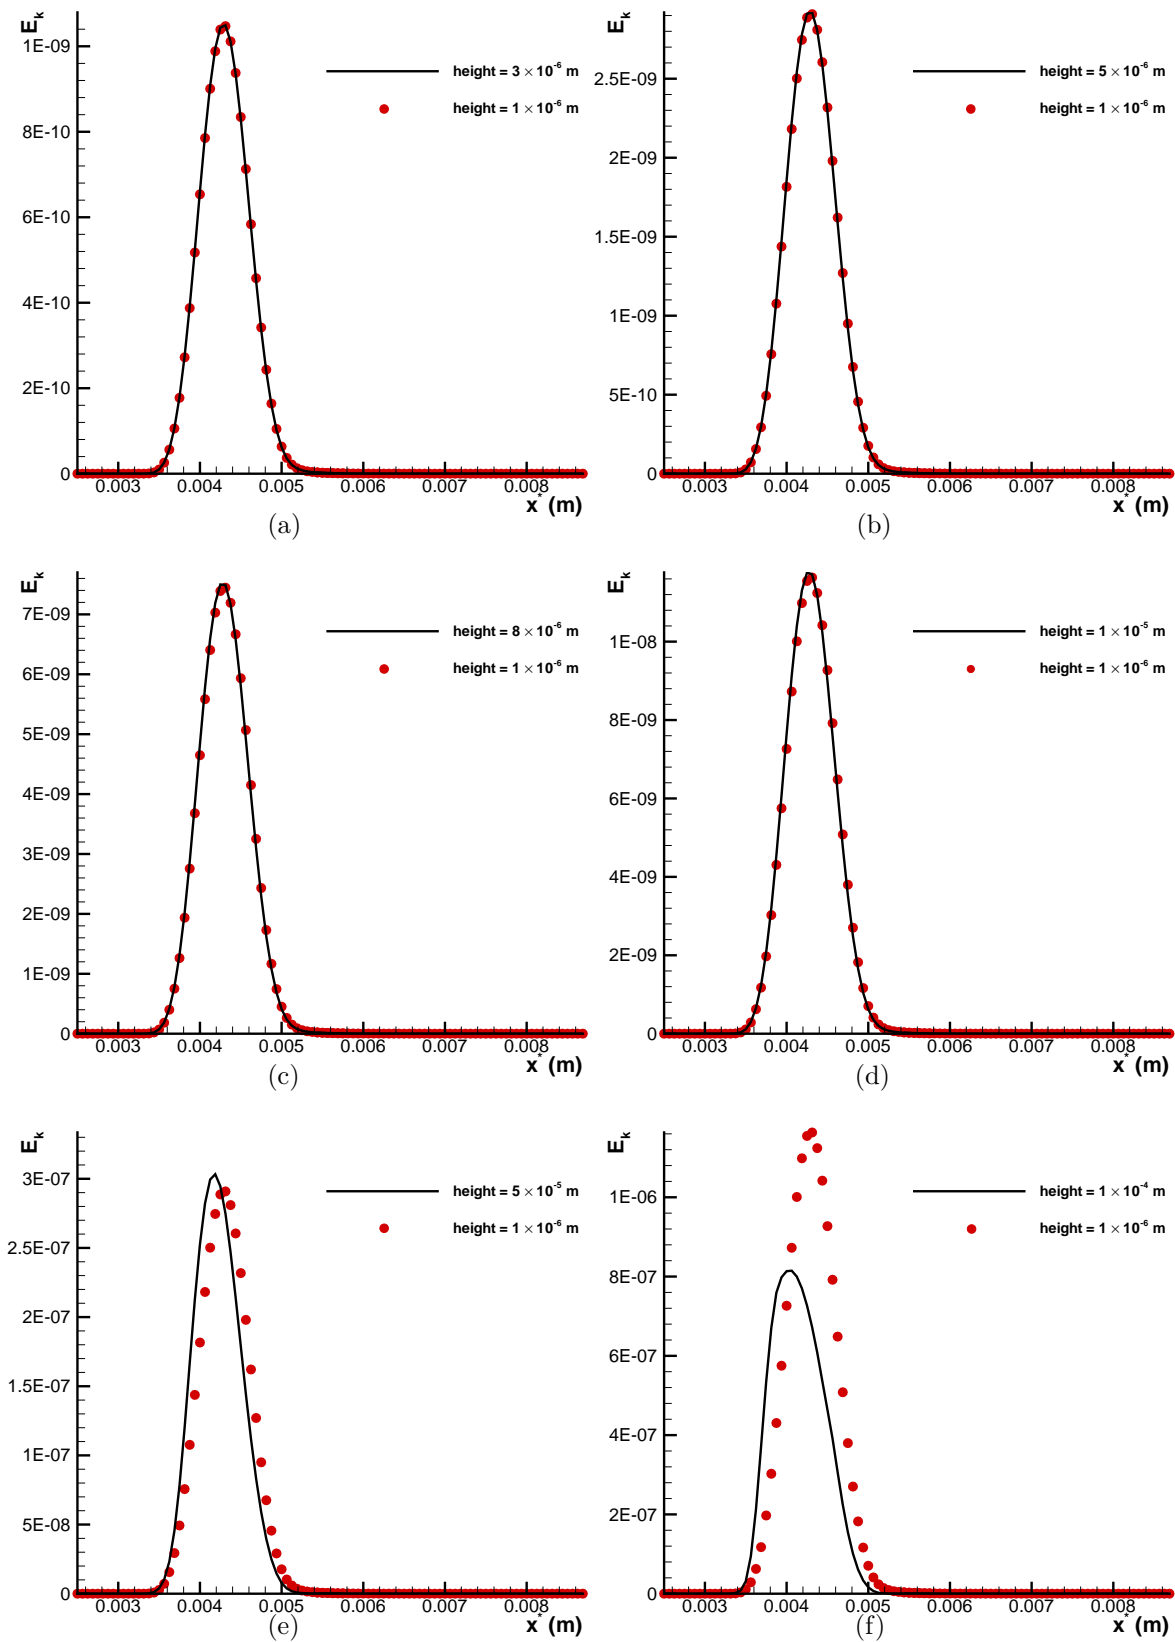 E_k
1E-09
8E-10
6E-10
4E-10
2E-10
0
0.003 0.004 0.005 0.006 0.007 0.008
x* (m)
height = 3 × 10⁻⁶ m
height = 1 × 10⁻⁶ m
(a)
E_k
2.5E-09
2E-09
1.5E-09
1E-09
5E-10
0
0.003 0.004 0.005 0.006 0.007 0.008
x* (m)
height = 5 × 10⁻⁶ m
height = 1 × 10⁻⁶ m
(b)
E_k
7E-09
6E-09
5E-09
4E-09
3E-09
2E-09
1E-09
0
0.003 0.004 0.005 0.006 0.007 0.008
x* (m)
height = 8 × 10⁻⁶ m
height = 1 × 10⁻⁶ m
(c)
E_k
1E-08
8E-09
6E-09
4E-09
2E-09
0
0.003 0.004 0.005 0.006 0.007 0.008
x* (m)
height = 1 × 10⁻⁵ m
height = 1 × 10⁻⁶ m
(d)
E_k
3E-07
2.5E-07
2E-07
1.5E-07
1E-07
5E-08
0
0.003 0.004 0.005 0.006 0.007 0.008
x* (m)
height = 5 × 10⁻⁵ m
height = 1 × 10⁻⁶ m
(e)
E_k
1E-06
8E-07
6E-07
4E-07
2E-07
0
0.003 0.004 0.005 0.006 0.007 0.008
x* (m)
height = 1 × 10⁻⁴ m
height = 1 × 10⁻⁶ m
(f)